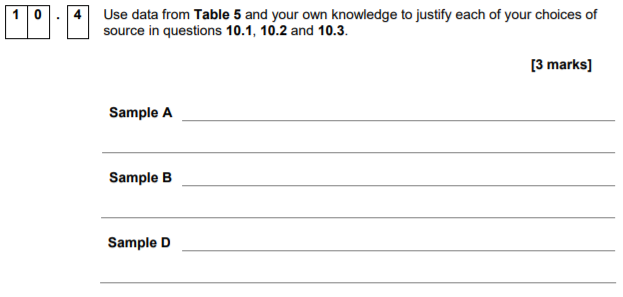 1 0 . 4 Use data from Table 5 and your own knowledge to justify each of your choices of
source in questions 10.1, 10.2 and 10.3.
[3 marks]
Sample A
Sample B
Sample D